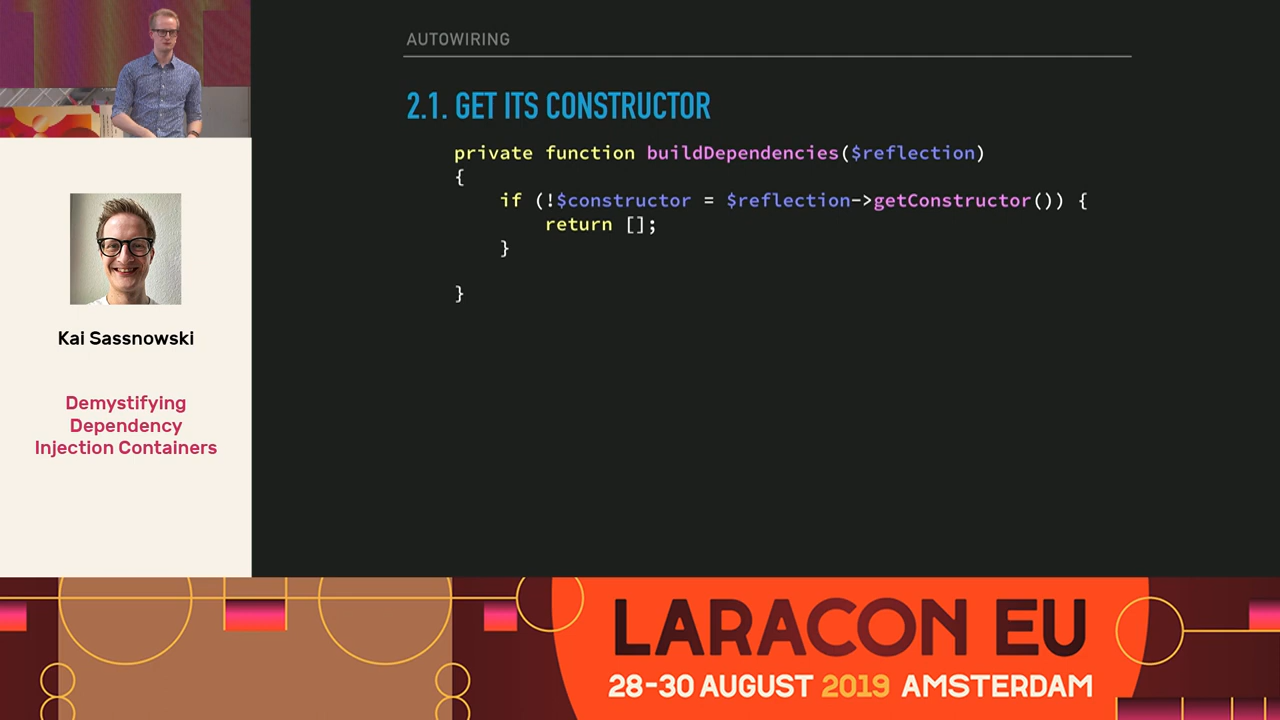 AUTOWIRING
2.1. GET ITS CONSTRUCTOR
private function buildDependencies($reflection)
{
    if (!$constructor = $reflection->getConstructor()) {
        return [];
    }
}
Kai Sassnowski
Demystifying
Dependency
Injection Containers
LARACON EU
28-30 AUGUST 2019 AMSTERDAM